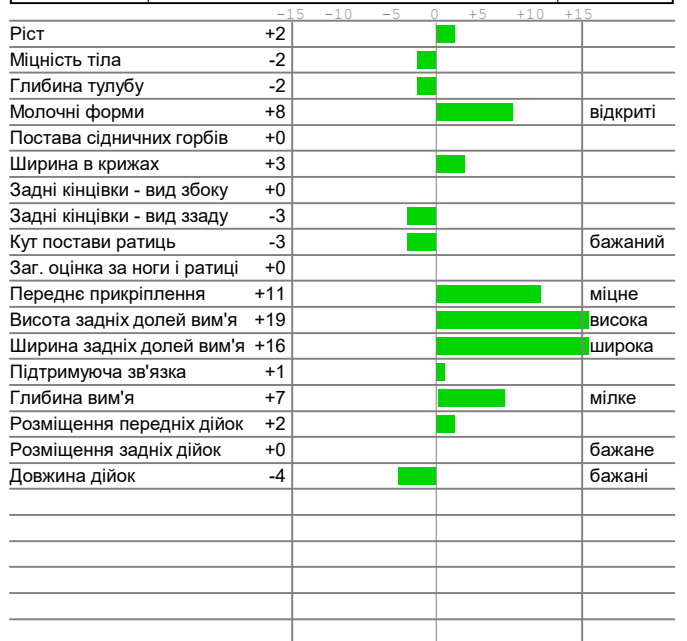 -15 -10 -5 0 +5 +10 +15
Ріст +2
Міцність тіла -2
Глибина тулубу -2
Молочні форми +8 відкриті
Постава сідничних горбів +0
Ширина в крижах +3
Задні кінцівки - вид збоку +0
Задні кінцівки - вид ззаду -3
Кут постави ратиць -3 бажаний
Заг. оцінка за ноги і ратиці +0
Переднє прикріплення +11 міцне
Висота задніх долей вим'я +19 висока
Ширина задніх долей вим'я +16 широка
Підтримуюча зв'язка +1
Глибина вим'я +7 мілке
Розміщення передніх дійок +2
Розміщення задніх дійок +0 бажане
Довжина дійок -4 бажані